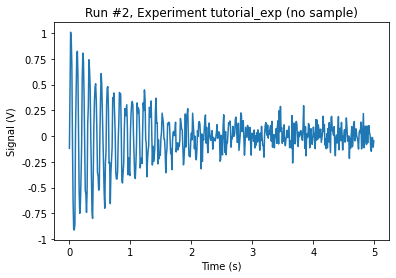 Run #2, Experiment tutorial_exp (no sample)
Signal (V)
1
0.75
0.5
0.25
0
-0.25
-0.5
-0.75
-1
0 1 2 3 4 5
Time (s)